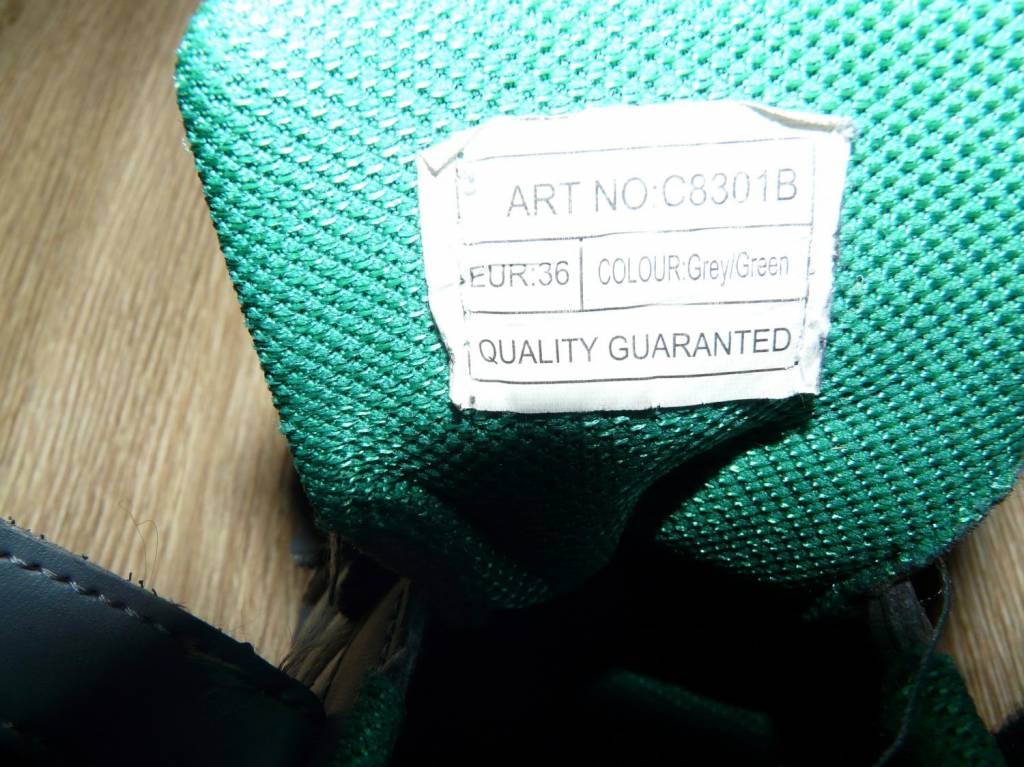 ART NO:C8301B
EUR:36 COLOUR:Grey/Green
QUALITY GUARANTED